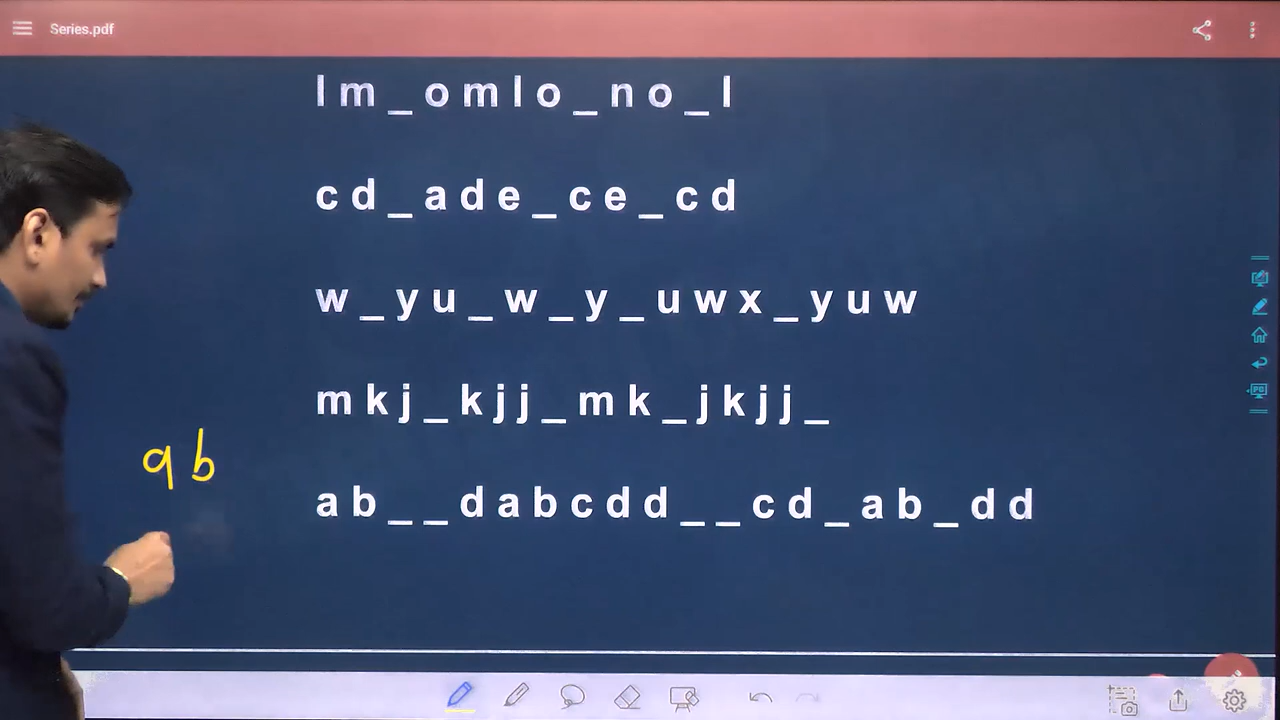 Series.pdf
l m _ o m l o _ n o _ l
c d _ a d e _ c e _ c d
w _ y u _ w _ y _ u w x _ y u w
m k j _ k j j _ m k _ j k j j _
a b
a b _ _ d a b c d d _ _ c d _ a b _ d d